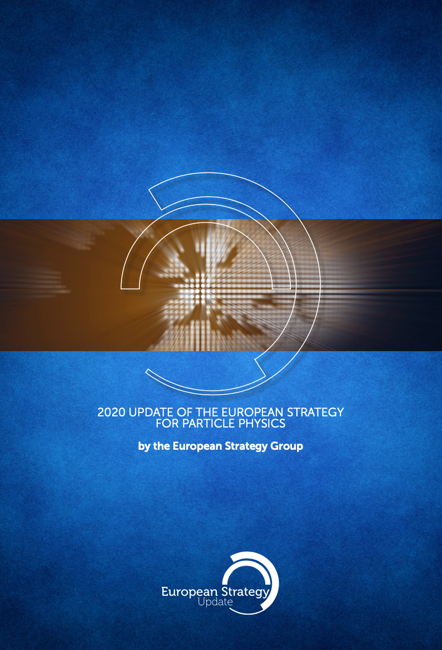 2020 UPDATE OF THE EUROPEAN STRATEGY
FOR PARTICLE PHYSICS
by the European Strategy Group
European Strategy
Update